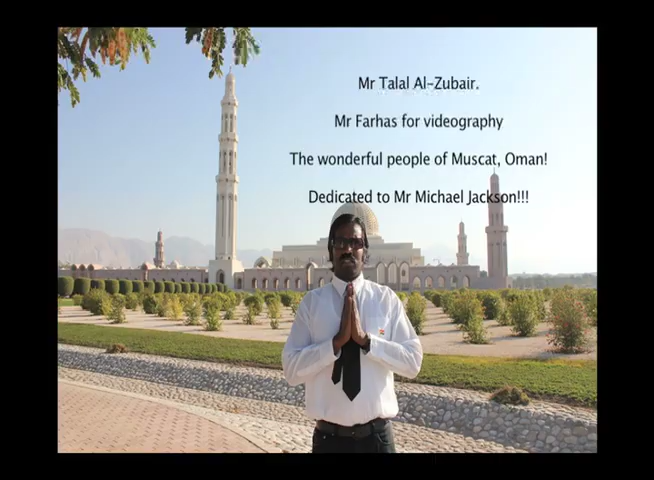 Mr Talal Al-Zubair.
Mr Farhas for videography
The wonderful people of Muscat, Oman!
Dedicated to Mr Michael Jackson!!!